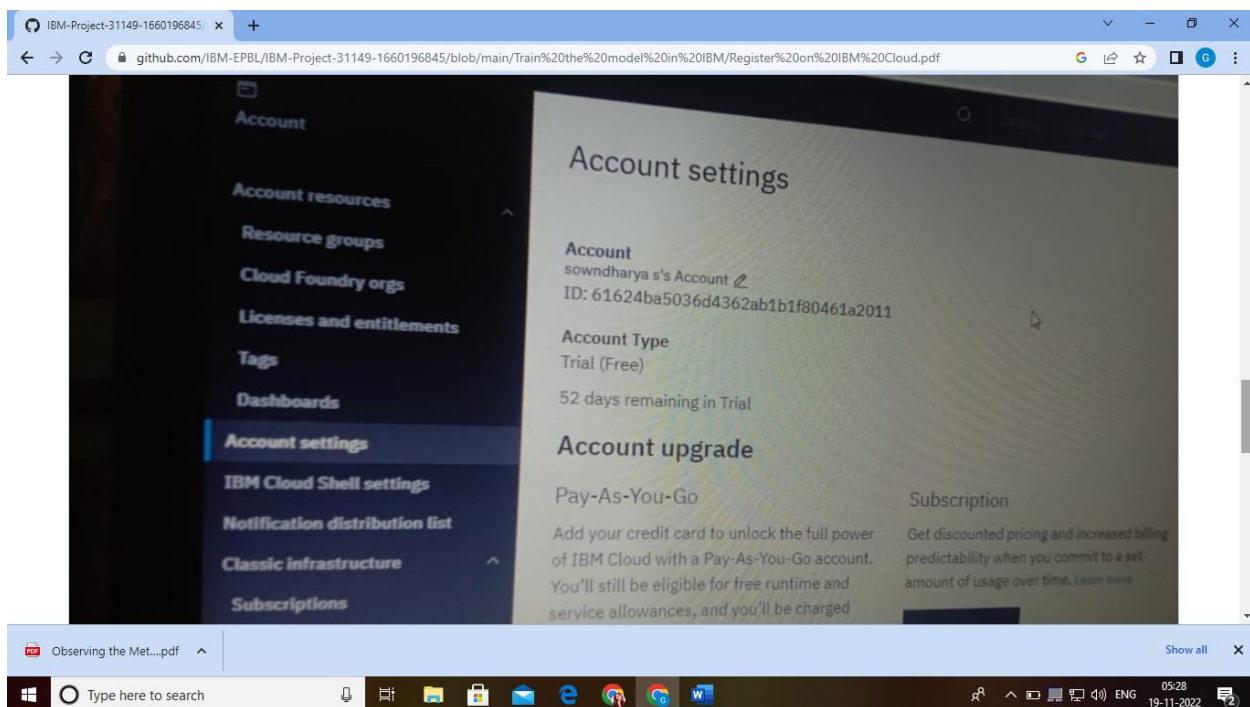 IBM-Project-31149-1660196845/
github.com/IBM-EPBL/IBM-Project-31149-1660196845/blob/main/Train%20the%20model%20in%20IBM/Register%20on%20IBM%20Cloud.pdf
G
Account
Account resources
Resource groups
Cloud Foundry orgs
Licenses and entitlements
Tags
Dashboards
Account settings
IBM Cloud Shell settings
Notification distribution list
Classic infrastructure
Subscriptions
Account settings
Account
sowndharya s's Account
ID: 61624ba5036d4362ab1b1f80461a2011
Account Type
Trial (Free)
52 days remaining in Trial
Account upgrade
Pay-As-You-Go
Add your credit card to unlock the full power
of IBM Cloud with a Pay-As-You-Go account.
You'll still be eligible for free runtime and
service allowances, and you'll be charged
Subscription
Get discounted pricing and increased billing
predictability when you commit to a set
amount of usage over time. Learn more
Observing the Met....pdf
Show all
Type here to search
ENG
05:28
19-11-2022